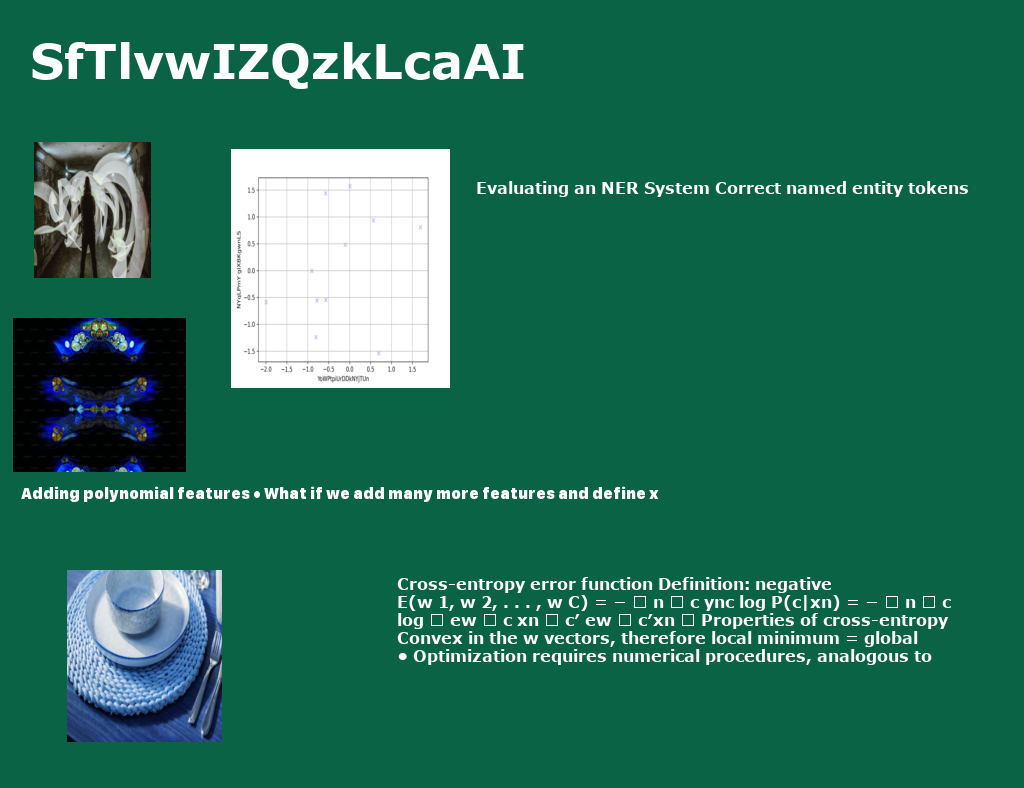 SfTlvwIZQzkLcaAI
Evaluating an NER System Correct named entity tokens
1.5
1.0
0.5
0.0
−0.5
−1.0
−1.5
−2.0 −1.5 −1.0 −0.5 0.0 0.5 1.0 1.5
Adding polynomial features • What if we add many more features and define x
Cross-entropy error function Definition: negative
E(w 1, w 2, . . . , w C) = − □ n □ c ync log P(c|xn) = − □ n □ c
log □ ew □ c xn □ c′ ew □ c′xn □ Properties of cross-entropy
Convex in the w vectors, therefore local minimum = global
• Optimization requires numerical procedures, analogous to